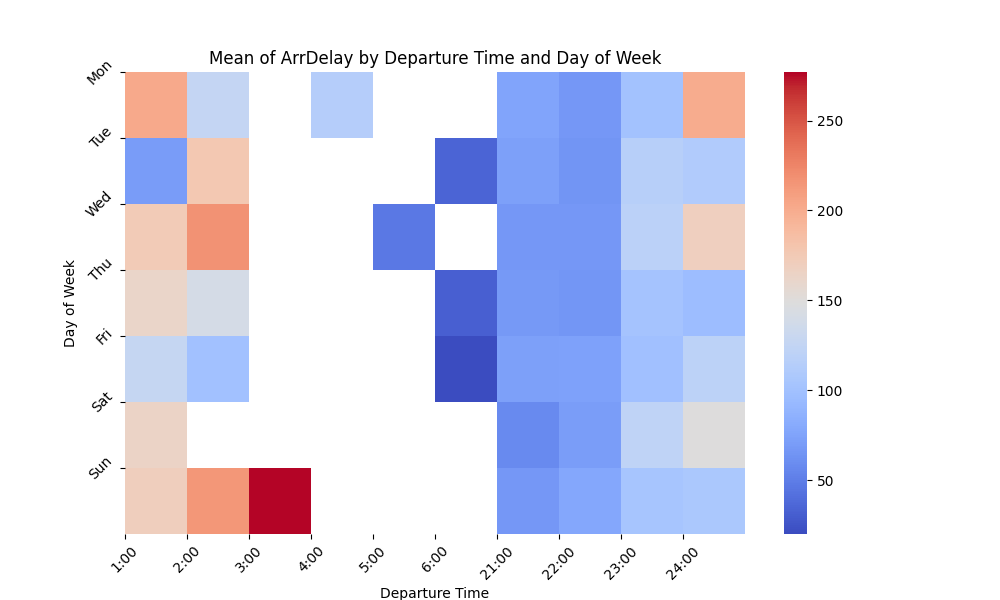 Mean of ArrDelay by Departure Time and Day of Week
Mon
Tue
Wed
Thu
Fri
Sat
Sun
Day of Week
1:00
2:00
3:00
4:00
5:00
6:00
21:00
22:00
23:00
24:00
Departure Time
250
200
150
100
50